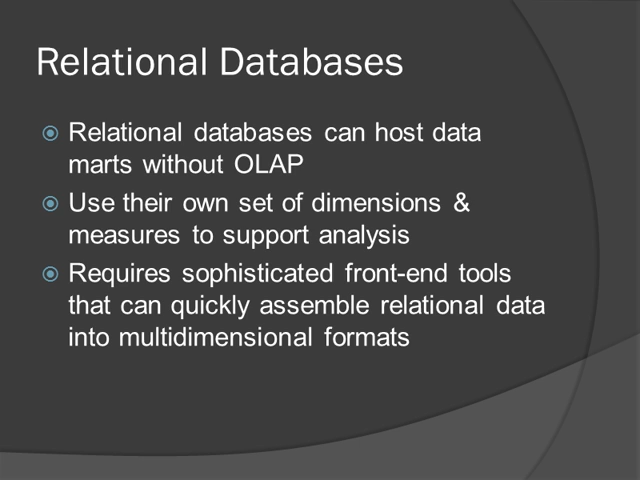 Relational Databases
Relational databases can host data
marts without OLAP
Use their own set of dimensions &
measures to support analysis
Requires sophisticated front-end tools
that can quickly assemble relational data
into multidimensional formats